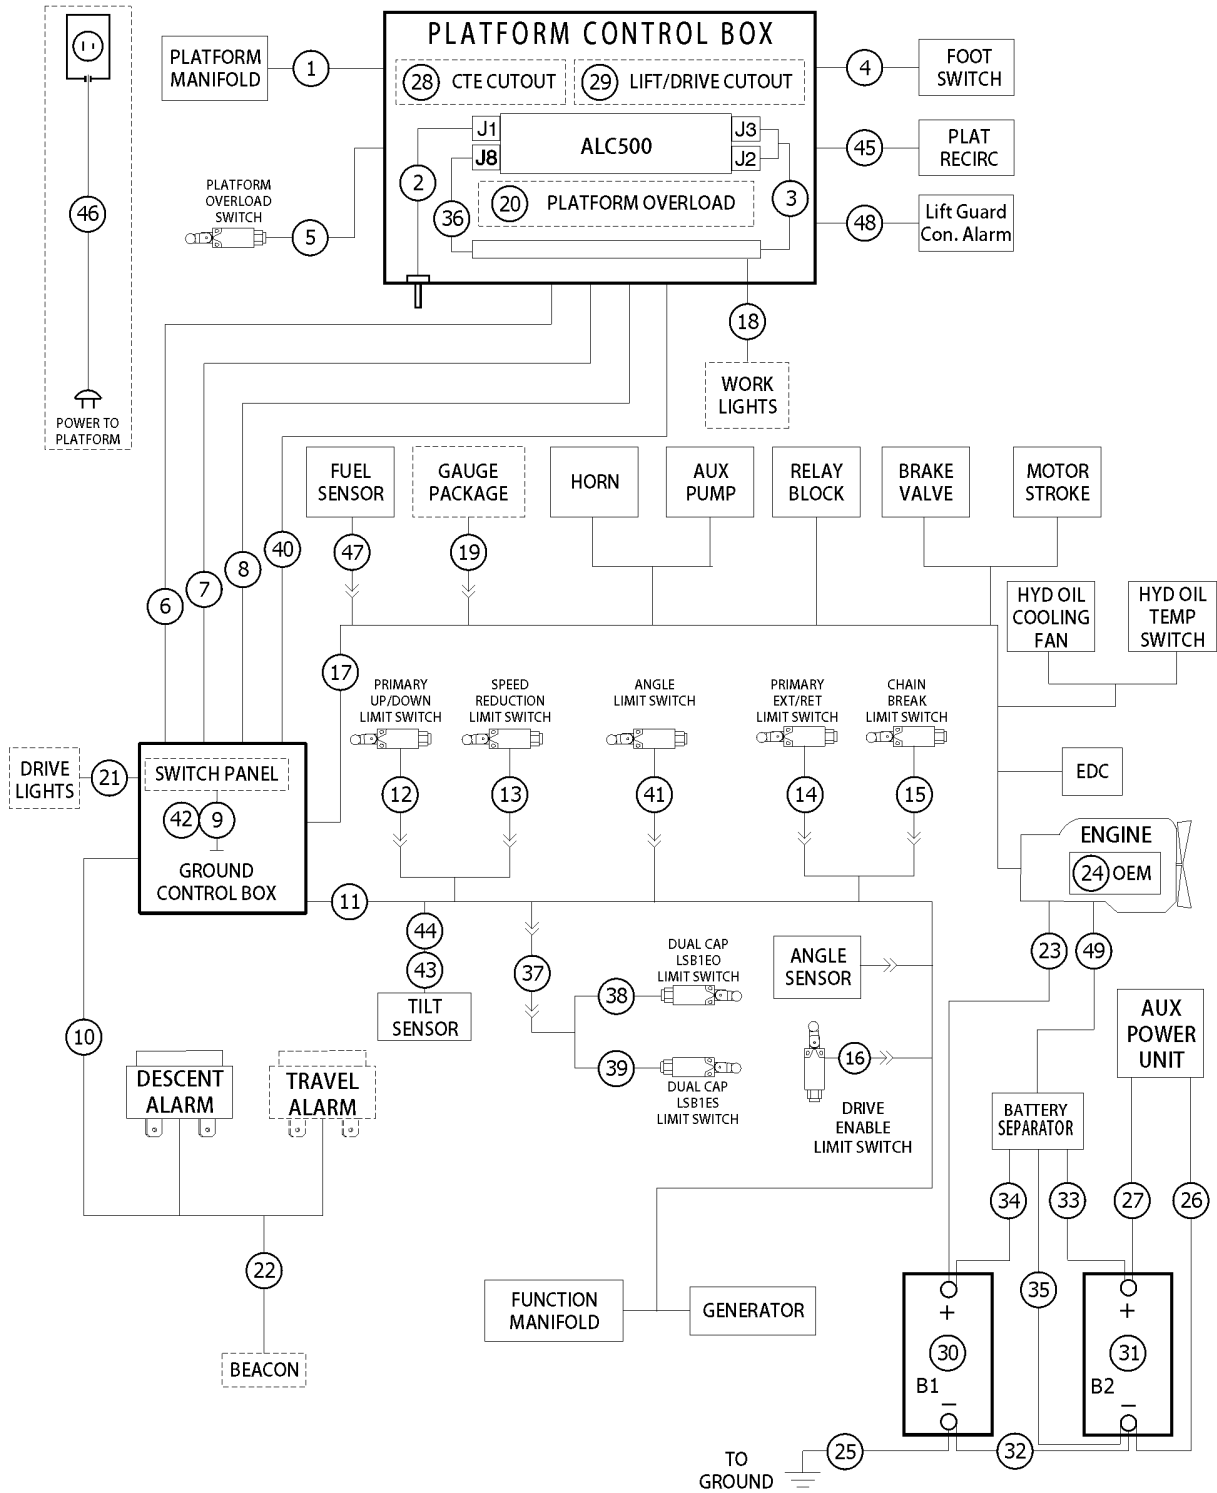 PLATFORM CONTROL BOX
PLATFORM
MANIFOLD
1
28 CTE CUTOUT
29 LIFT/DRIVE CUTOUT
4
FOOT
SWITCH
J1
J8
ALC500
J3
J2
45
PLAT
RECIRC
2
36
20 PLATFORM OVERLOAD
3
48
Lift Guard
Con. Alarm
PLATFORM
OVERLOAD
SWITCH
5
46
POWER TO
PLATFORM
18
WORK
LIGHTS
FUEL
SENSOR
GAUGE
PACKAGE
HORN
AUX
PUMP
RELAY
BLOCK
BRAKE
VALVE
MOTOR
STROKE
6
7
8
40
47
19
HYD OIL
COOLING
FAN
HYD OIL
TEMP
SWITCH
17
PRIMARY
UP/DOWN
LIMIT SWITCH
SPEED
REDUCTION
LIMIT SWITCH
ANGLE
LIMIT SWITCH
PRIMARY
EXT/RET
LIMIT SWITCH
CHAIN
BREAK
LIMIT SWITCH
DRIVE
LIGHTS
21
SWITCH PANEL
42
9
GROUND
CONTROL BOX
12
13
41
14
15
EDC
ENGINE
24 OEM
11
44
43
TILT
SENSOR
37
38
39
DUAL CAP
LSB1EO
LIMIT SWITCH
DUAL CAP
LSB1ES
LIMIT SWITCH
ANGLE
SENSOR
16
DRIVE
ENABLE
LIMIT SWITCH
23
49
AUX
POWER
UNIT
10
DESCENT
ALARM
TRAVEL
ALARM
BATTERY
SEPARATOR
34
33
27
26
22
BEACON
FUNCTION
MANIFOLD
GENERATOR
35
+
30
B1
−
+
31
B2
−
TO
GROUND
25
32